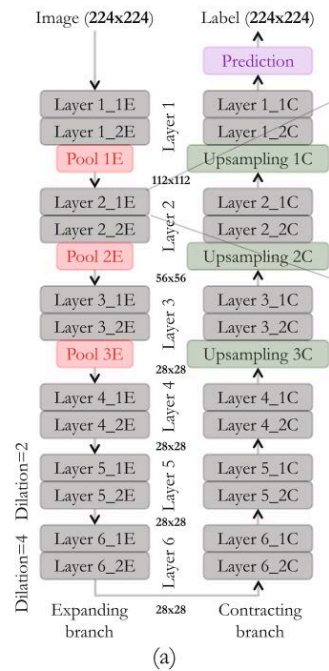 Image (224x224)
Label (224x224)
Prediction
Layer 1_1E
Layer 1_2E
Pool 1E
Layer 1
Layer 1_1C
Layer 1_2C
Upsampling 1C
112x112
Layer 2_1E
Layer 2_2E
Pool 2E
Layer 2
Layer 2_1C
Layer 2_2C
Upsampling 2C
56x56
Layer 3_1E
Layer 3_2E
Pool 3E
Layer 3
Layer 3_1C
Layer 3_2C
Upsampling 3C
28x28
Layer 4_1E
Layer 4_2E
Layer 4
Layer 4_1C
Layer 4_2C
28x28
Dilation=2
Layer 5_1E
Layer 5_2E
Layer 5
Layer 5_1C
Layer 5_2C
28x28
Dilation=4
Layer 6_1E
Layer 6_2E
Layer 6
Layer 6_1C
Layer 6_2C
28x28
Expanding
branch
Contracting
branch
(a)